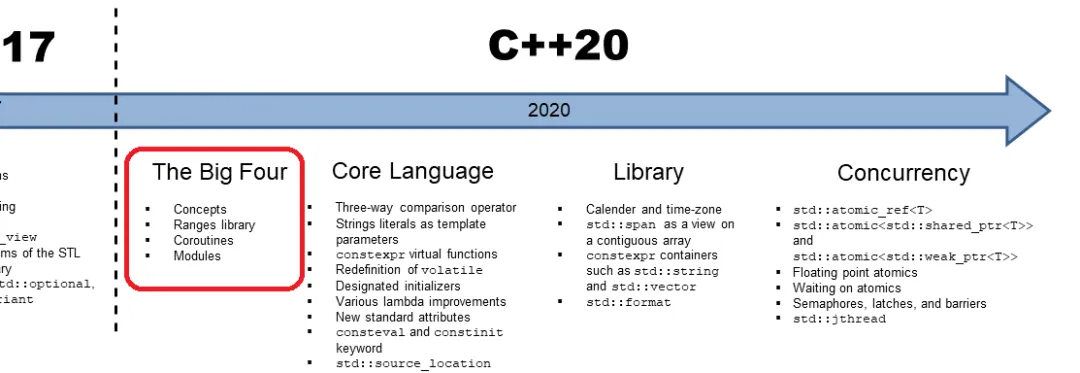 17
C++20
2020
ns
ing
_view
ms of the STL
ary
td::optional,
riant
The Big Four
▪ Concepts
▪ Ranges library
▪ Coroutines
▪ Modules
Core Language
▪ Three-way comparison operator
▪ Strings literals as template
parameters
▪ constexpr virtual functions
▪ Redefinition of volatile
▪ Designated initializers
▪ Various lambda improvements
▪ New standard attributes
▪ consteval and constinit
keyword
▪ std::source_location
Library
▪ Calender and time-zone
▪ std::span as a view on
a contiguous array
▪ constexpr containers
such as std::string
and std::vector
▪ std::format
Concurrency
▪ std::atomic_ref<T>
▪ std::atomic<std::shared_ptr<T>>
and
std::atomic<std::weak_ptr<T>>
▪ Floating point atomics
▪ Waiting on atomics
▪ Semaphores, latches, and barriers
▪ std::jthread